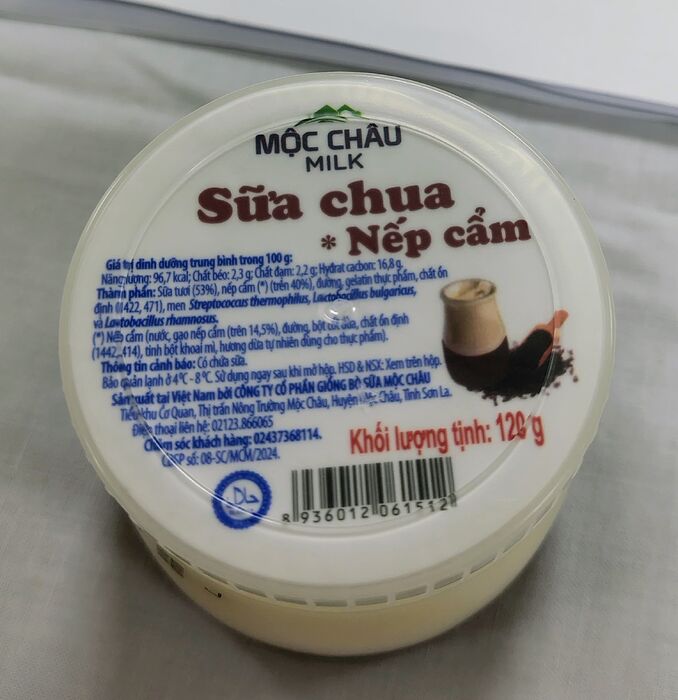 MỘC CHÂU
MILK
Sữa chua
* Nếp cẩm
Giá trị dinh dưỡng trung bình trong 100 g:
Năng lượng: 96,7 kcal; Chất béo: 2,3 g; Chất đạm: 2,2 g; Hydrat cacbon: 16,8 g.
Thành phần: Sữa tươi (53%), nếp cẩm (*) (trên 40%), đường, gelatin thực phẩm, chất ổn
định (1422, 471), men Streptococcus thermophilus, Lactobacillus bulgaricus,
và Lactobacillus rhamnosus.
(*) Nếp cẩm (nước, gạo nếp cẩm (trên 14,5%), đường, bột cốt dừa, chất ổn định
(1442, 414), tinh bột khoai mì, hương dừa tự nhiên dùng cho thực phẩm).
Thông tin cảnh báo: Có chứa sữa.
Bảo quản lạnh ở 4°C - 8°C. Sử dụng ngay sau khi mở hộp. HSD & NSX: Xem trên hộp.
Sản xuất tại Việt Nam bởi CÔNG TY CỔ PHẦN GIỐNG BÒ SỮA MỘC CHÂU
Tiểu khu Cơ Quan, Thị trấn Nông Trường Mộc Châu, Huyện Mộc Châu, Tỉnh Sơn La.
Điện thoại liên hệ: 02123.866065
Chăm sóc khách hàng: 02437368114.
CBSP số: 08-SC/MCM/2024.
Khối lượng tịnh: 120 g
حلال
8 936012 061512